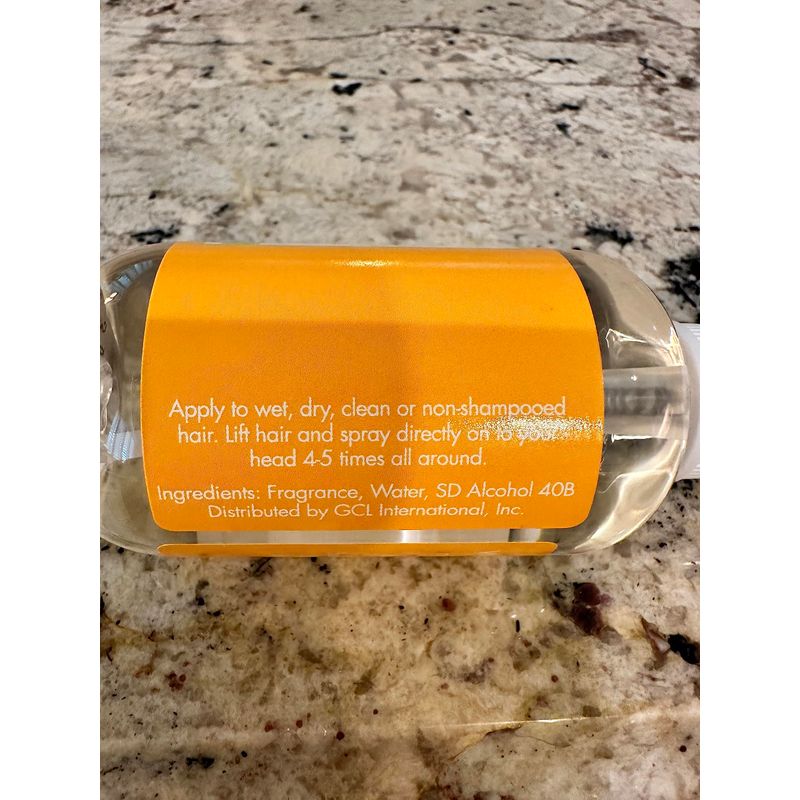 Apply to wet, dry, clean or non-shampooed
hair. Lift hair and spray directly on to your
head 4-5 times all around.
Ingredients: Fragrance, Water, SD Alcohol 40B
Distributed by GCL International, Inc.